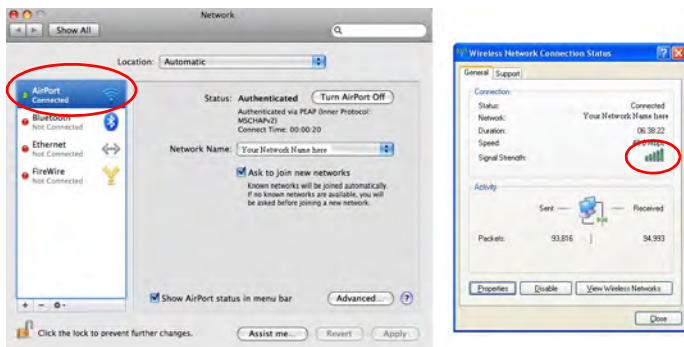 Network
Show All
Location: Automatic
AirPort
Connected
Bluetooth
Not Connected
Ethernet
Not Connected
FireWire
Not Connected
Status: Authenticated
Turn AirPort Off
Authenticated via PEAP (Inner Protocol:
MSCHAPv2)
Connect Time: 00:00:20
Network Name: Your Network Name here
Ask to join new networks
Known networks will be joined automatically.
If no known networks are available, you will
be asked before joining a new network.
Show AirPort status in menu bar
Advanced...
?
Click the lock to prevent further changes.
Assist me...
Revert
Apply
Wireless Network Connection Status
General Support
Connection
Status: Connected
Network: Your Network Name here
Duration: 06:38:22
Speed: Mbps
Signal Strength:
Activity
Sent — Received
Packets: 93,816 | 94,993
Properties Disable View Wireless Networks
Close